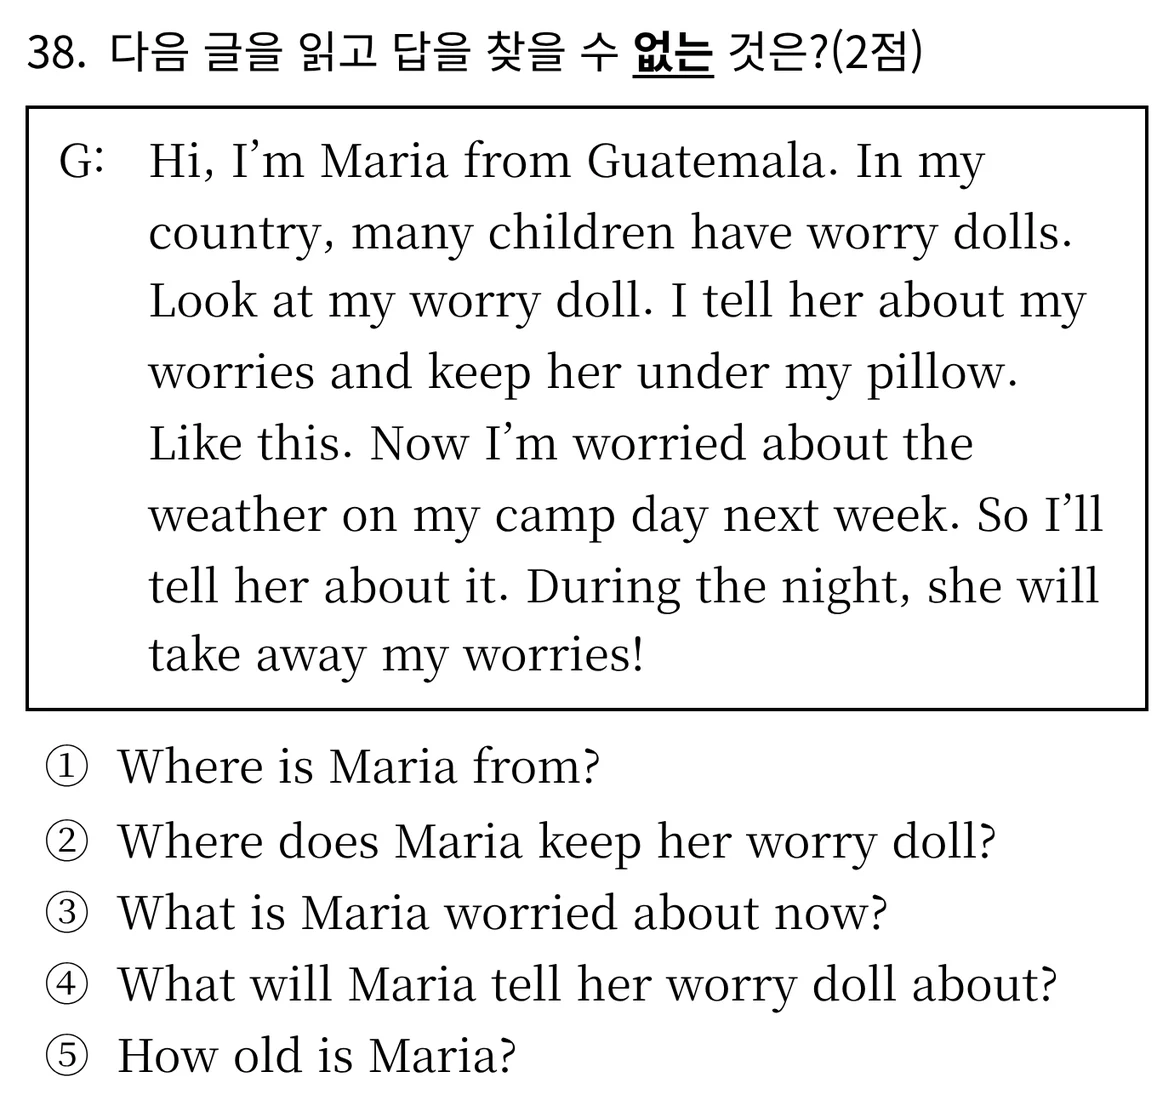 38. 다음 글을 읽고 답을 찾을 수 없는 것은?(2점)
G: Hi, I'm Maria from Guatemala. In my
country, many children have worry dolls.
Look at my worry doll. I tell her about my
worries and keep her under my pillow.
Like this. Now I'm worried about the
weather on my camp day next week. So I'll
tell her about it. During the night, she will
take away my worries!
① Where is Maria from?
② Where does Maria keep her worry doll?
③ What is Maria worried about now?
④ What will Maria tell her worry doll about?
⑤ How old is Maria?